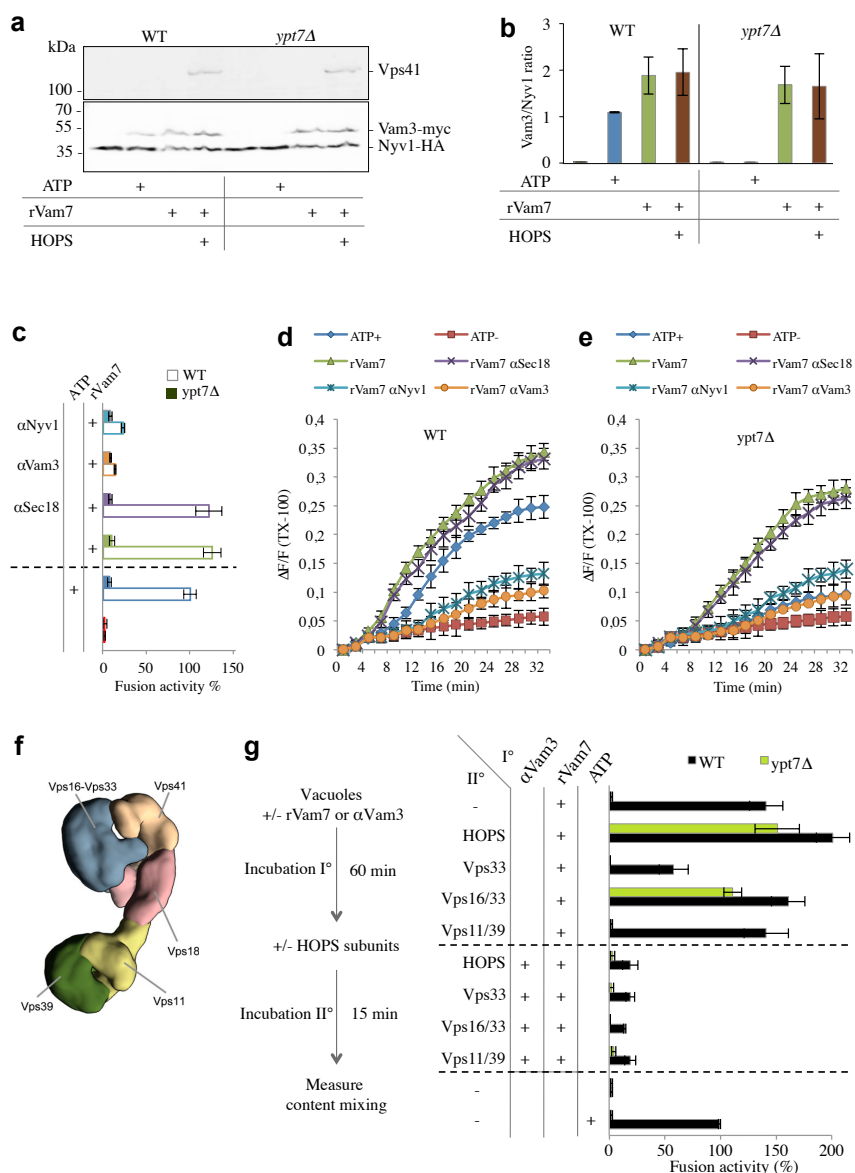 a
WT
ypt7Δ
kDa
Vps41
100
70
55
35
Vam3-myc
Nyv1-HA
ATP + +
rVam7 + + + +
HOPS + +
b
WT
ypt7Δ
Vam3/Nyv1 ratio
3
2
1
0
ATP + +
rVam7 + + + +
HOPS + +
c
ATP
rVam7
WT
ypt7Δ
αNyv1 +
αVam3 +
αSec18 +
+
+
0 50 100 150
Fusion activity %
d
ATP+
ATP-
rVam7
rVam7 αSec18
rVam7 αNyv1
rVam7 αVam3
WT
ΔF/F (TX-100)
0,4
0,35
0,3
0,25
0,2
0,15
0,1
0,05
0
0 4 8 12 16 20 24 28 32
Time (min)
e
ATP+
ATP-
rVam7
rVam7 αSec18
rVam7 αNyv1
rVam7 αVam3
ypt7Δ
ΔF/F (TX-100)
0,4
0,35
0,3
0,25
0,2
0,15
0,1
0,05
0
0 4 8 12 16 20 24 28 32
Time (min)
f
Vps16-Vps33
Vps41
Vps18
Vps39
Vps11
g
Vacuoles
+/- rVam7 or αVam3
Incubation I° 60 min
+/- HOPS subunits
Incubation II° 15 min
Measure
content mixing
I°
II°
αVam3
rVam7
ATP
WT
ypt7Δ
- +
HOPS +
Vps33 +
Vps16/33 +
Vps11/39 +
HOPS + +
Vps33 + +
Vps16/33 + +
Vps11/39 + +
-
- +
0 50 100 150 200
Fusion activity (%)